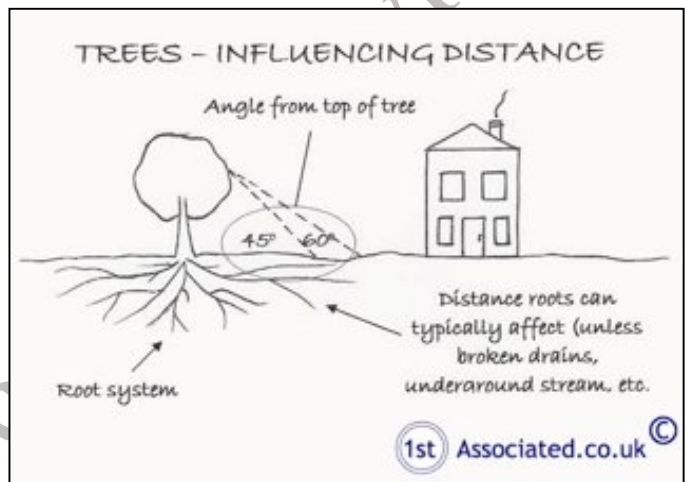 TREES – INFLUENCING DISTANCE
Angle from top of tree
45° 60°
Distance roots can
typically affect (unless
broken drains,
underaround stream, etc.
Root system
1st Associated.co.uk ©